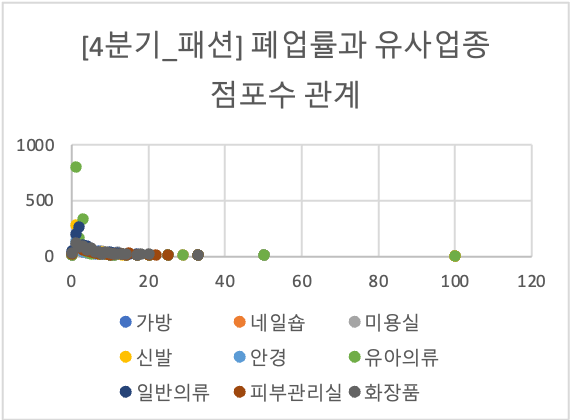 [4분기_패션] 폐업률과 유사업종
점포수 관계
1000
500
0
0 20 40 60 80 100 120
가방 네일숍 미용실
신발 안경 유아의류
일반의류 피부관리실 화장품